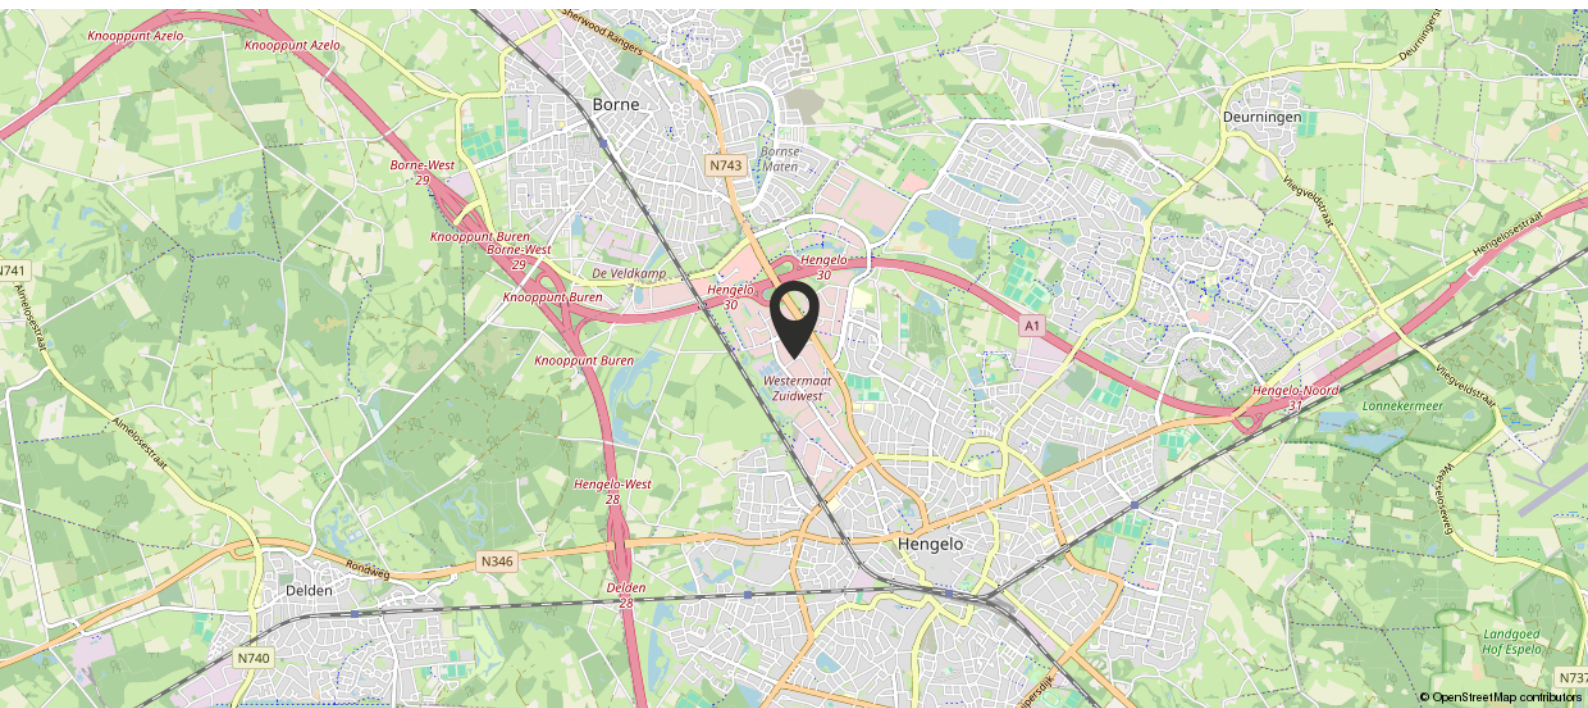 Knooppunt Azelo
Knooppunt Azelo
Sherwood Rangers
Deurningerst
Borne
Deurningen
Borne-West
29
N743
Bornse
Maten
Vliegveldstraat
Hengelosestraat
Knooppunt Buren
Borne-West
29
N741
De Veldkamp
Hengelo
30
Hengelo
30
Knooppunt Buren
Almelosestraat
A1
Knooppunt Buren
Westermaat
Zuidwest
Hengelo-Noord
31
Vliegveldstraat
Lonnekermeer
Almelosestraat
Hengelo-West
28
Weerseloseweg
Hengelo
N346
Rondweg
Delden
Delden
28
Landgoed
Hof Espelo
N740
N737
© OpenStreetMap contributors